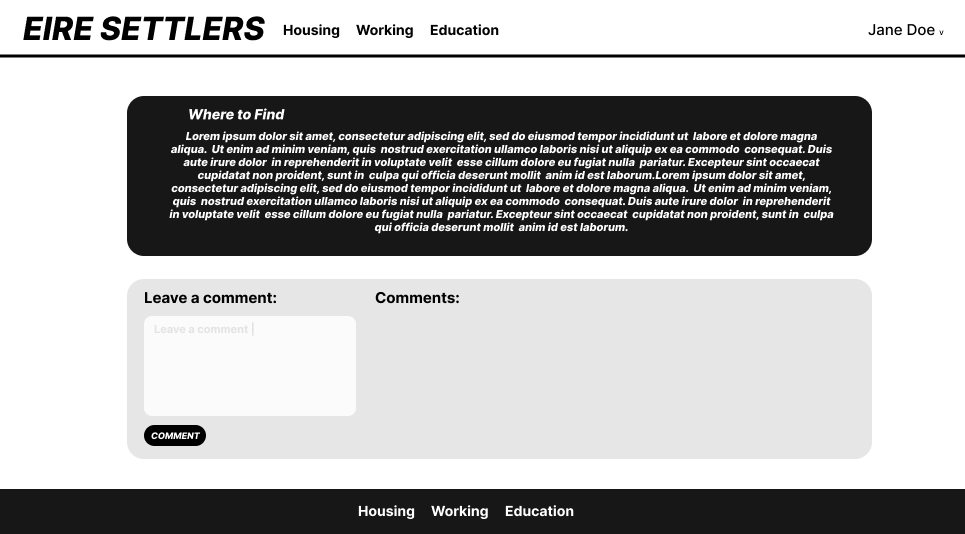 EIRE SETTLERS Housing Working Education Jane Doe v
Where to Find
Lorem ipsum dolor sit amet, consectetur adipiscing elit, sed do eiusmod tempor incididunt ut labore et dolore magna
aliqua. Ut enim ad minim veniam, quis nostrud exercitation ullamco laboris nisi ut aliquip ex ea commodo consequat. Duis
aute irure dolor in reprehenderit in voluptate velit esse cillum dolore eu fugiat nulla pariatur. Excepteur sint occaecat
cupidatat non proident, sunt in culpa qui officia deserunt mollit anim id est laborum.Lorem ipsum dolor sit amet,
consectetur adipiscing elit, sed do eiusmod tempor incididunt ut labore et dolore magna aliqua. Ut enim ad minim veniam,
quis nostrud exercitation ullamco laboris nisi ut aliquip ex ea commodo consequat. Duis aute irure dolor in reprehenderit
in voluptate velit esse cillum dolore eu fugiat nulla pariatur. Excepteur sint occaecat cupidatat non proident, sunt in culpa
qui officia deserunt mollit anim id est laborum.
Leave a comment:
Leave a comment |
COMMENT
Comments:
Housing Working Education